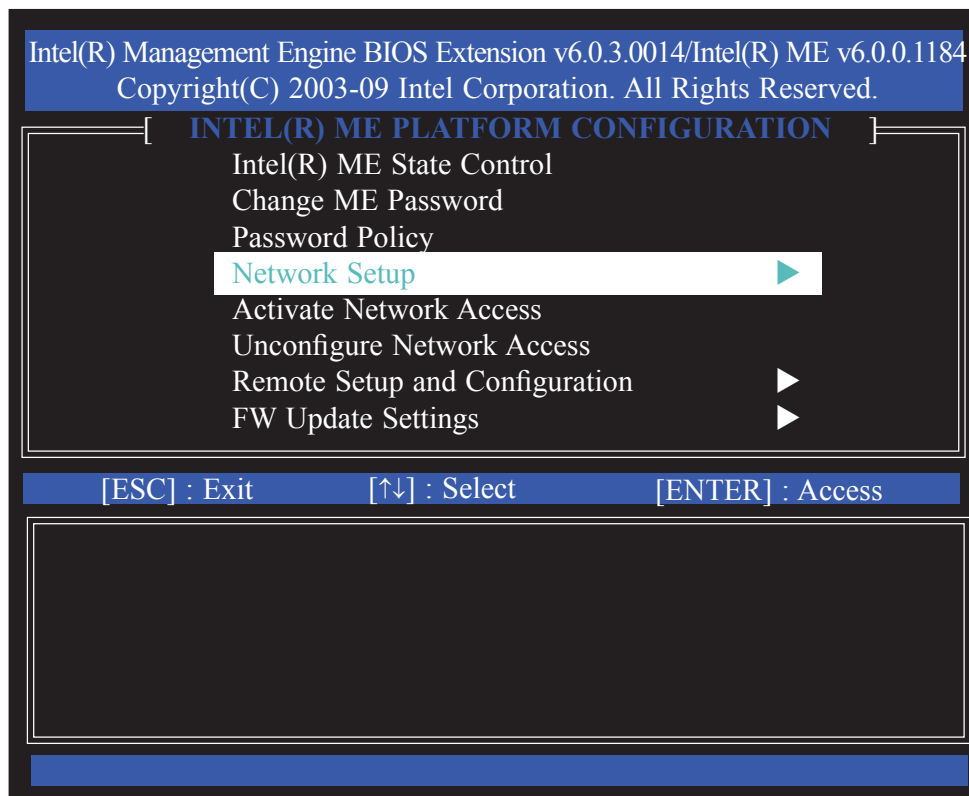 Intel(R) Management Engine BIOS Extension v6.0.3.0014/Intel(R) ME v6.0.0.1184
Copyright(C) 2003-09 Intel Corporation. All Rights Reserved.
[ INTEL(R) ME PLATFORM CONFIGURATION ]
Intel(R) ME State Control
Change ME Password
Password Policy
Network Setup ▶
Activate Network Access
Unconfigure Network Access
Remote Setup and Configuration ▶
FW Update Settings ▶
[ESC] : Exit [↑↓] : Select [ENTER] : Access